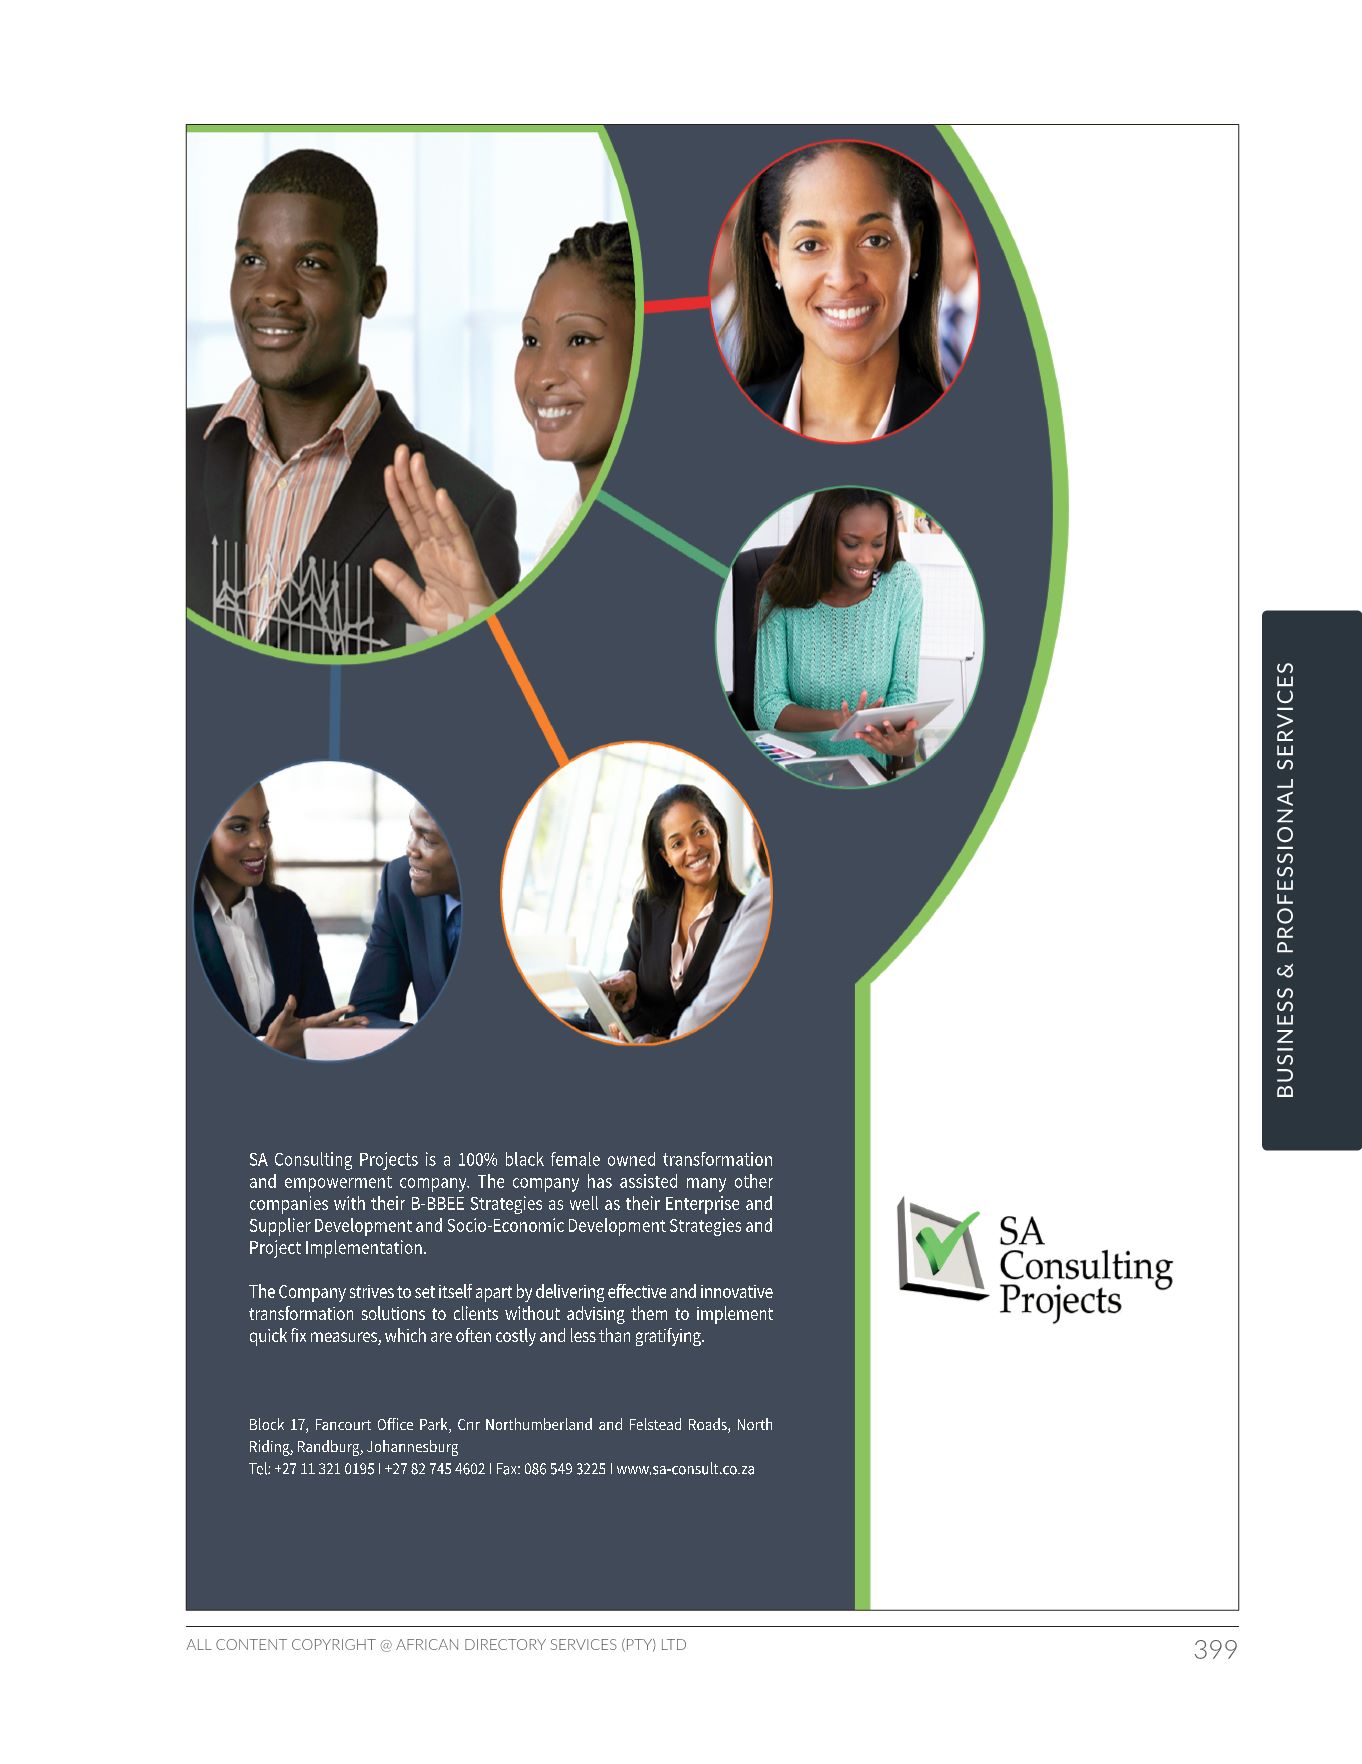 BUSINESS & PROFESSIONAL SERVICES
SA Consulting Projects is a 100% black female owned transformation
and empowerment company. The company has assisted many other
companies with their B-BBEE Strategies as well as their Enterprise and
Supplier Development and Socio-Economic Development Strategies and
Project Implementation.
The Company strives to set itself apart by delivering effective and innovative
transformation solutions to clients without advising them to implement
quick fix measures, which are often costly and less than gratifying.
Block 17, Fancourt Office Park, Cnr Northumberland and Felstead Roads, North
Riding, Randburg, Johannesburg
Tel: +27 11 321 0195 I +27 82 745 4602 I Fax: 086 549 3225 I www.sa-consult.co.za
SA
Consulting
Projects
ALL CONTENT COPYRIGHT @ AFRICAN DIRECTORY SERVICES (PTY) LTD
399